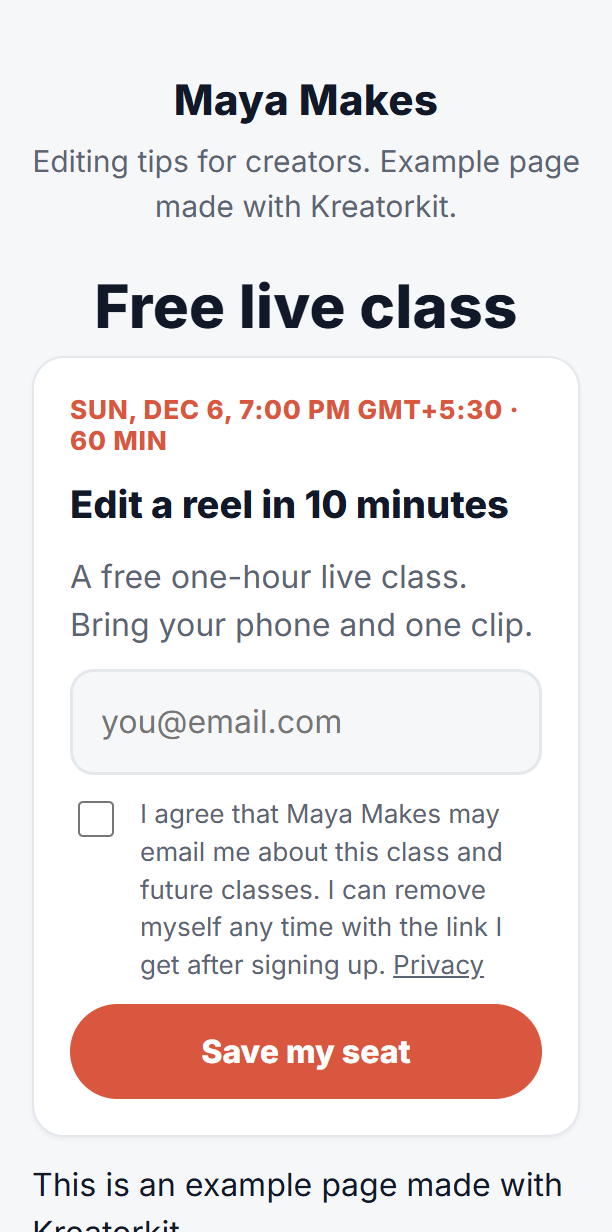 Maya Makes
Editing tips for creators. Example page
made with Kreatorkit.
Free live class
SUN, DEC 6, 7:00 PM GMT+5:30 ·
60 MIN
Edit a reel in 10 minutes
A free one-hour live class.
Bring your phone and one clip.
you@email.com
I agree that Maya Makes may
email me about this class and
future classes. I can remove
myself any time with the link I
get after signing up. Privacy
Save my seat
This is an example page made with
Kreatorkit